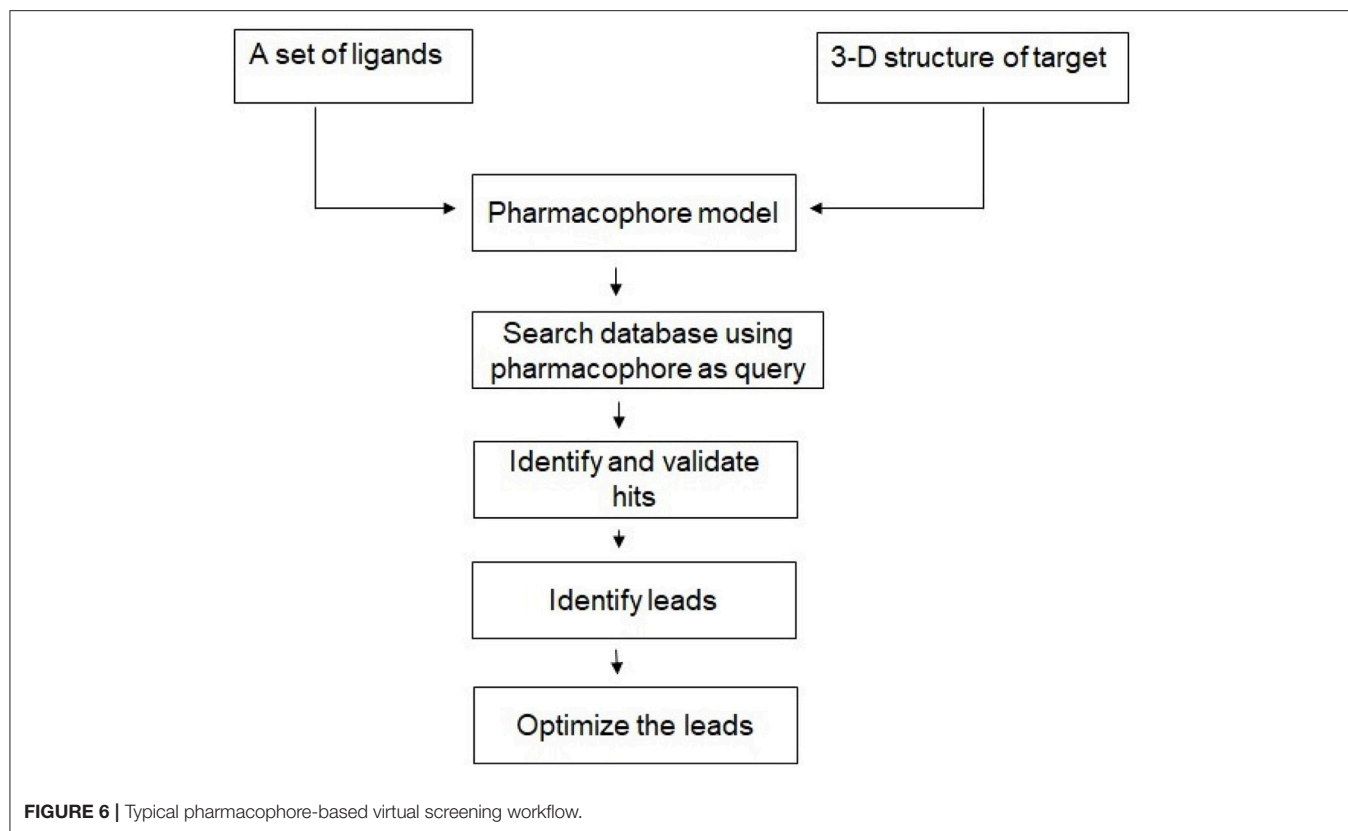 A set of ligands
3-D structure of target
Pharmacophore model
Search database using
pharmacophore as query
Identify and validate
hits
Identify leads
Optimize the leads
FIGURE 6 | Typical pharmacophore-based virtual screening workflow.